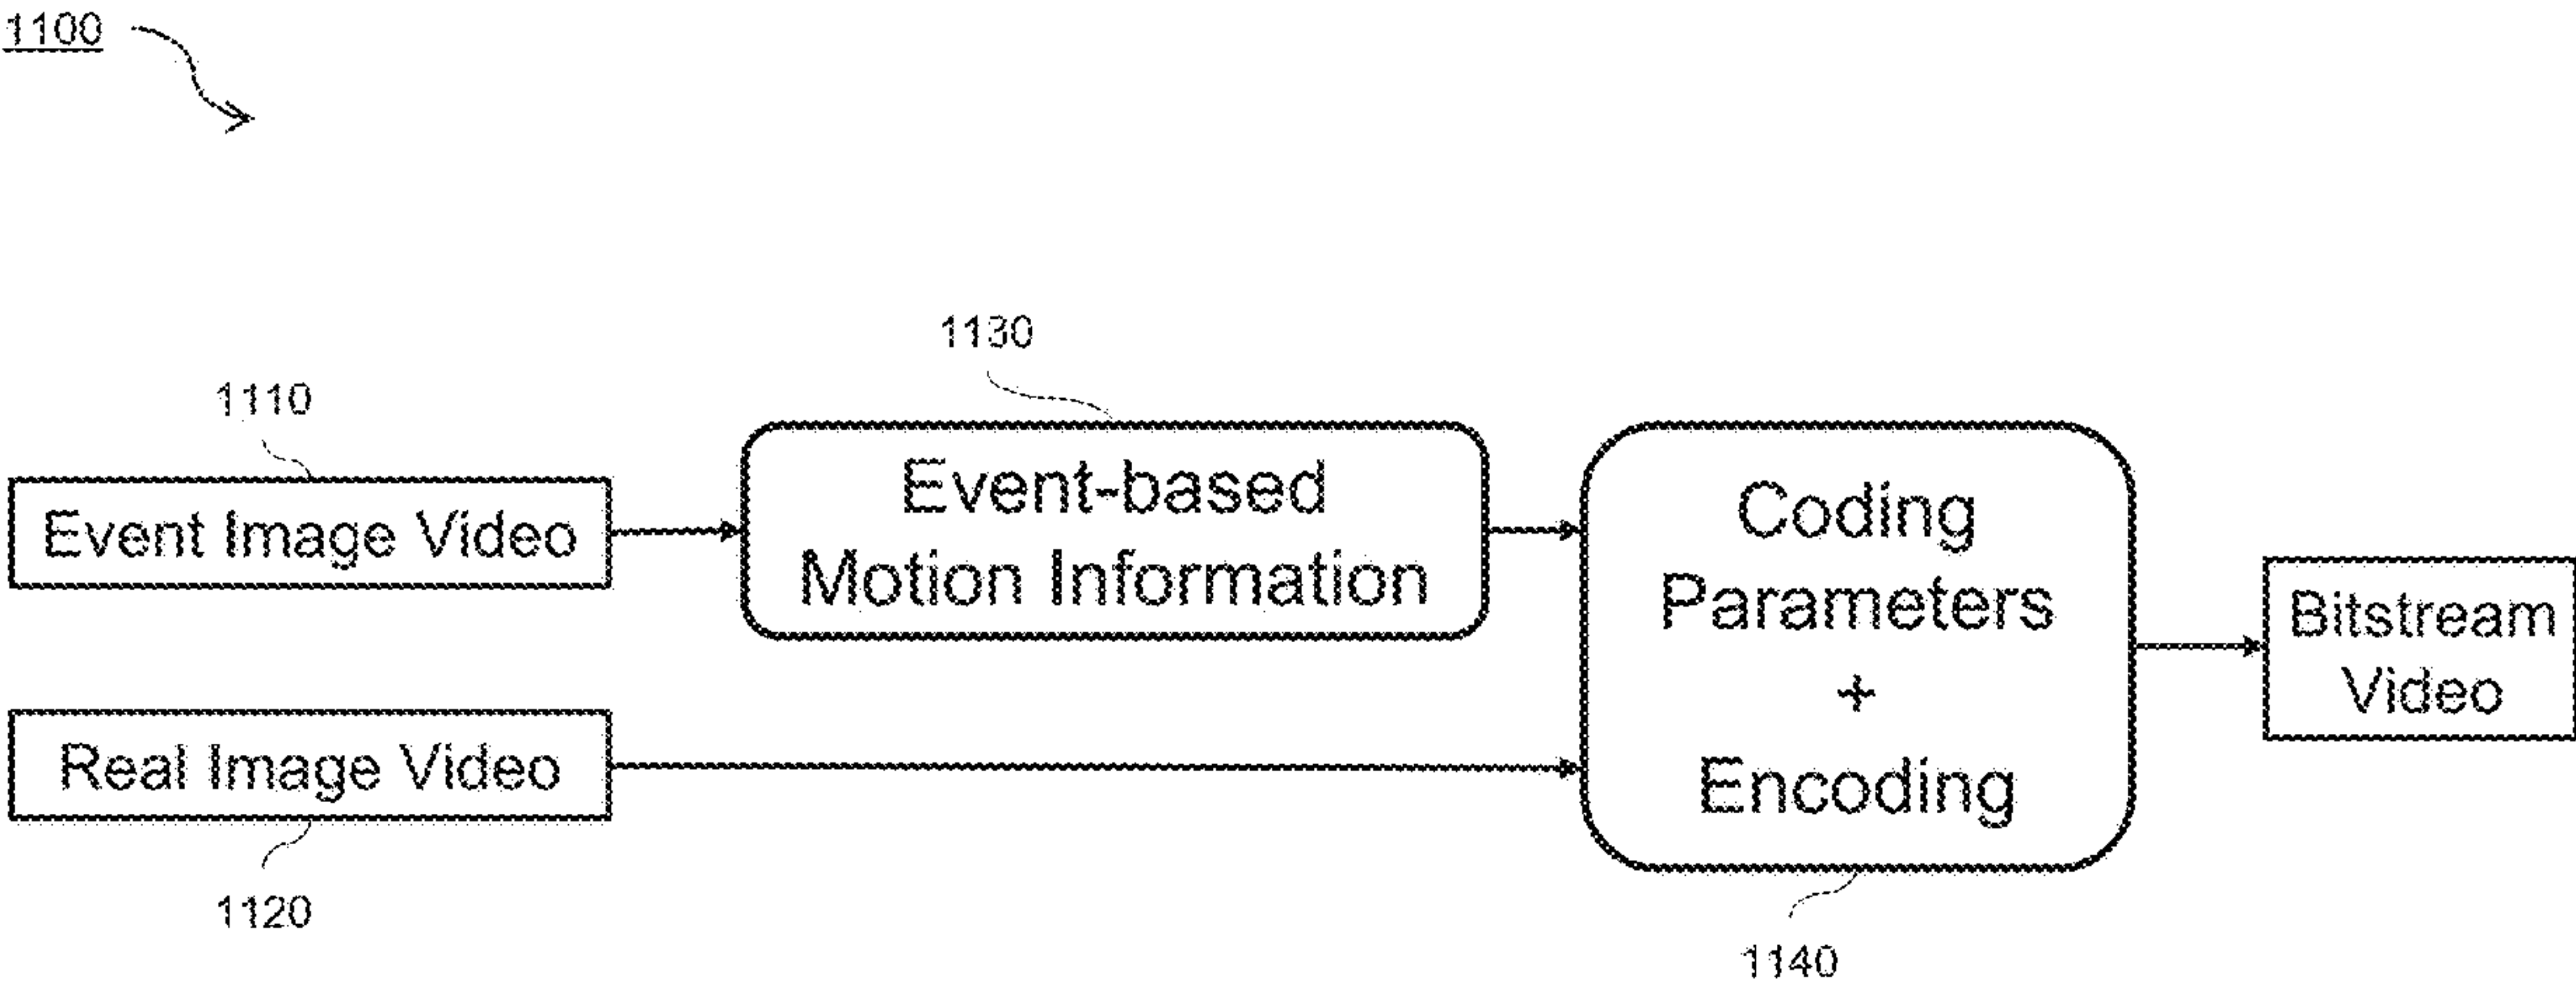 1100
1130
1110
Event Image Video
Event-based
Motion Information
Coding
Parameters
+
Encoding
Bitstream
Video
Real Image Video
1120
1140